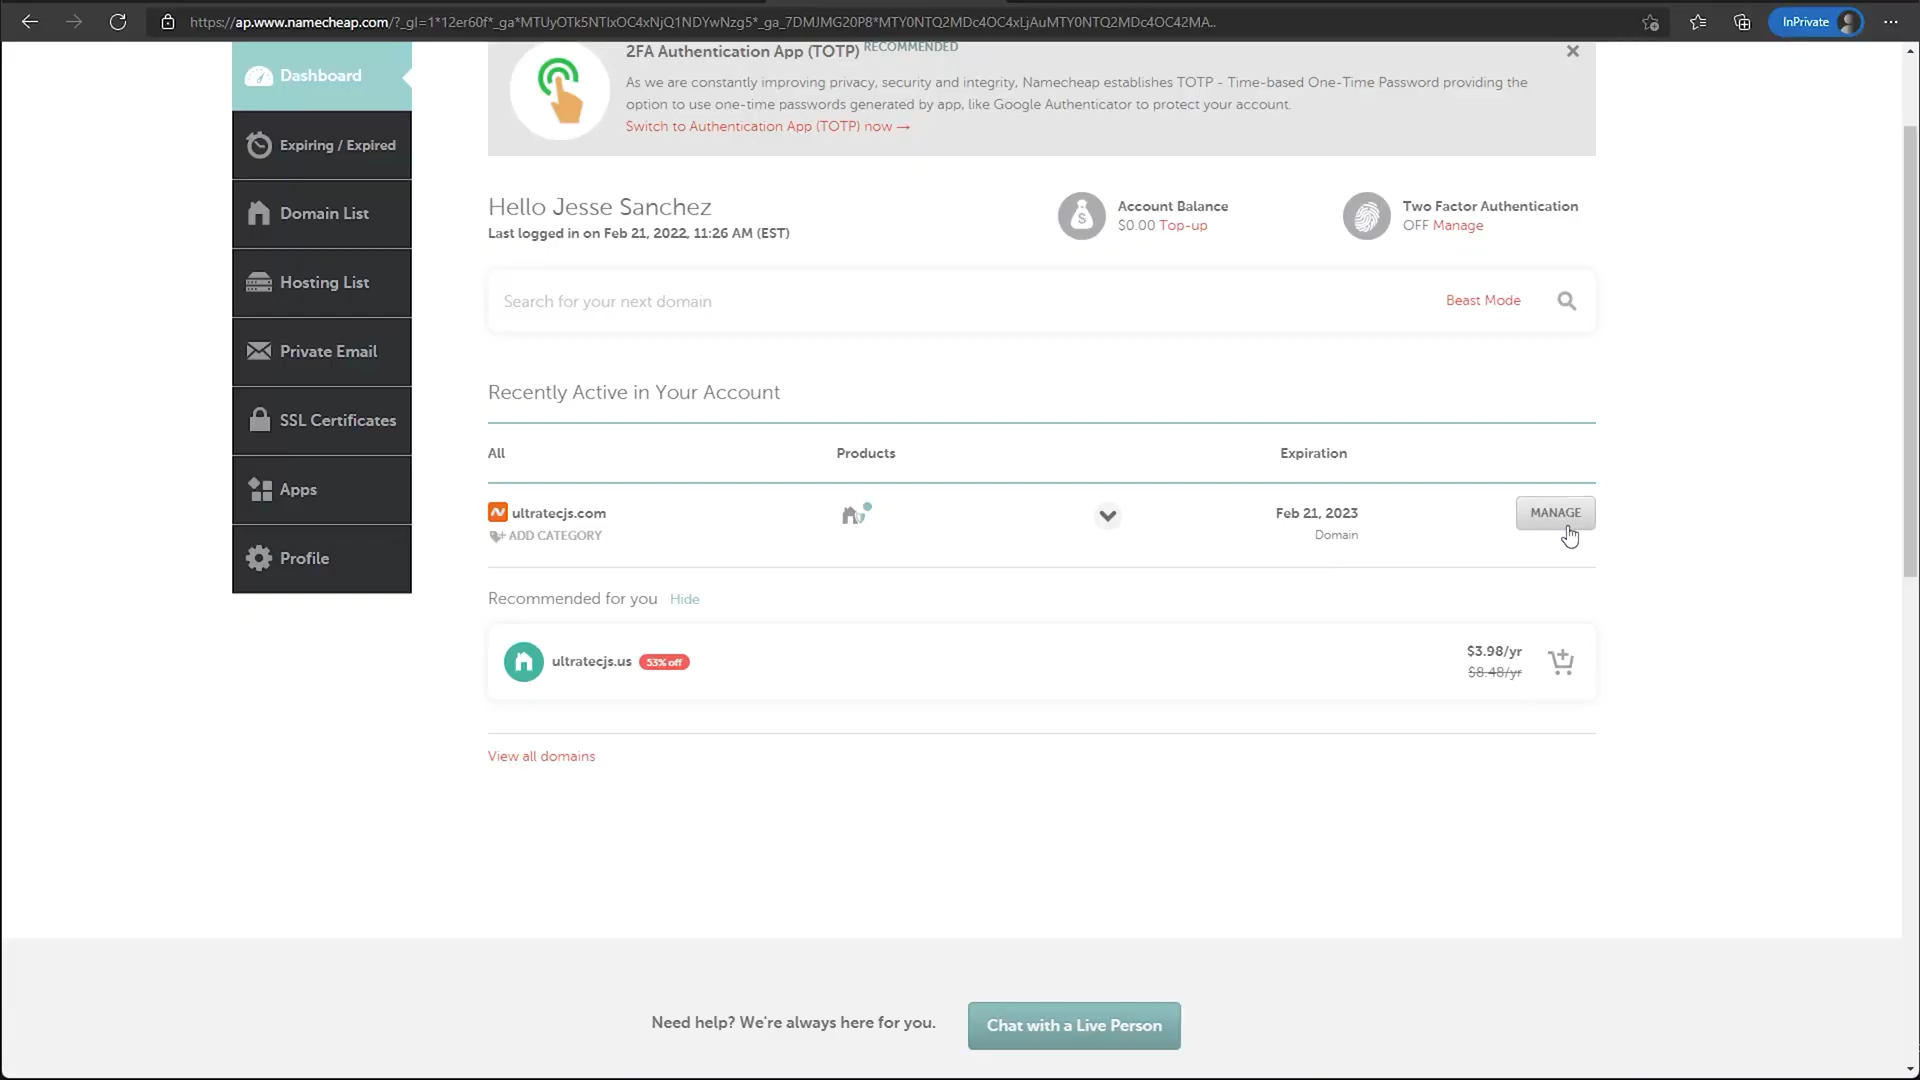 https://ap.www.namecheap.com/?_gl=1*12er60f*_ga*MTUyOTk5NTIxOC4xNjQ1NDYwNzg5*_ga_7DMJMG20P8*MTY0NTQ2MDc4OC4xLjAuMTY0NTQ2MDc4OC42MA..
InPrivate
Dashboard
Expiring / Expired
Domain List
Hosting List
Private Email
SSL Certificates
Apps
Profile
2FA Authentication App (TOTP) RECOMMENDED
As we are constantly improving privacy, security and integrity, Namecheap establishes TOTP - Time-based One-Time Password providing the
option to use one-time passwords generated by app, like Google Authenticator to protect your account.
Switch to Authentication App (TOTP) now →
Hello Jesse Sanchez
Last logged in on Feb 21, 2022, 11:26 AM (EST)
Account Balance
$0.00 Top-up
Two Factor Authentication
OFF Manage
Search for your next domain
Beast Mode
Recently Active in Your Account
All Products Expiration
ultratecjs.com Feb 21, 2023 MANAGE
ADD CATEGORY Domain
Recommended for you Hide
ultratecjs.us 53% off
$3.98/yr
$8.48/yr
View all domains
Need help? We're always here for you.
Chat with a Live Person